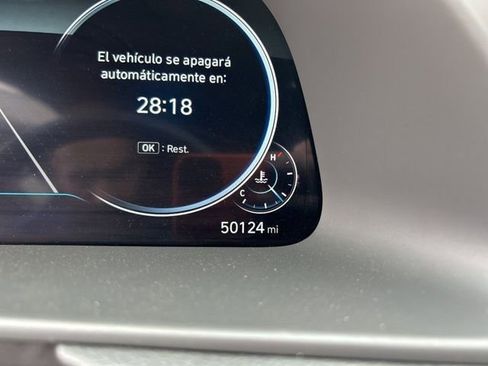 El vehículo se apagará
automáticamente en:
28:18
OK : Rest.
H
C
50124 mi